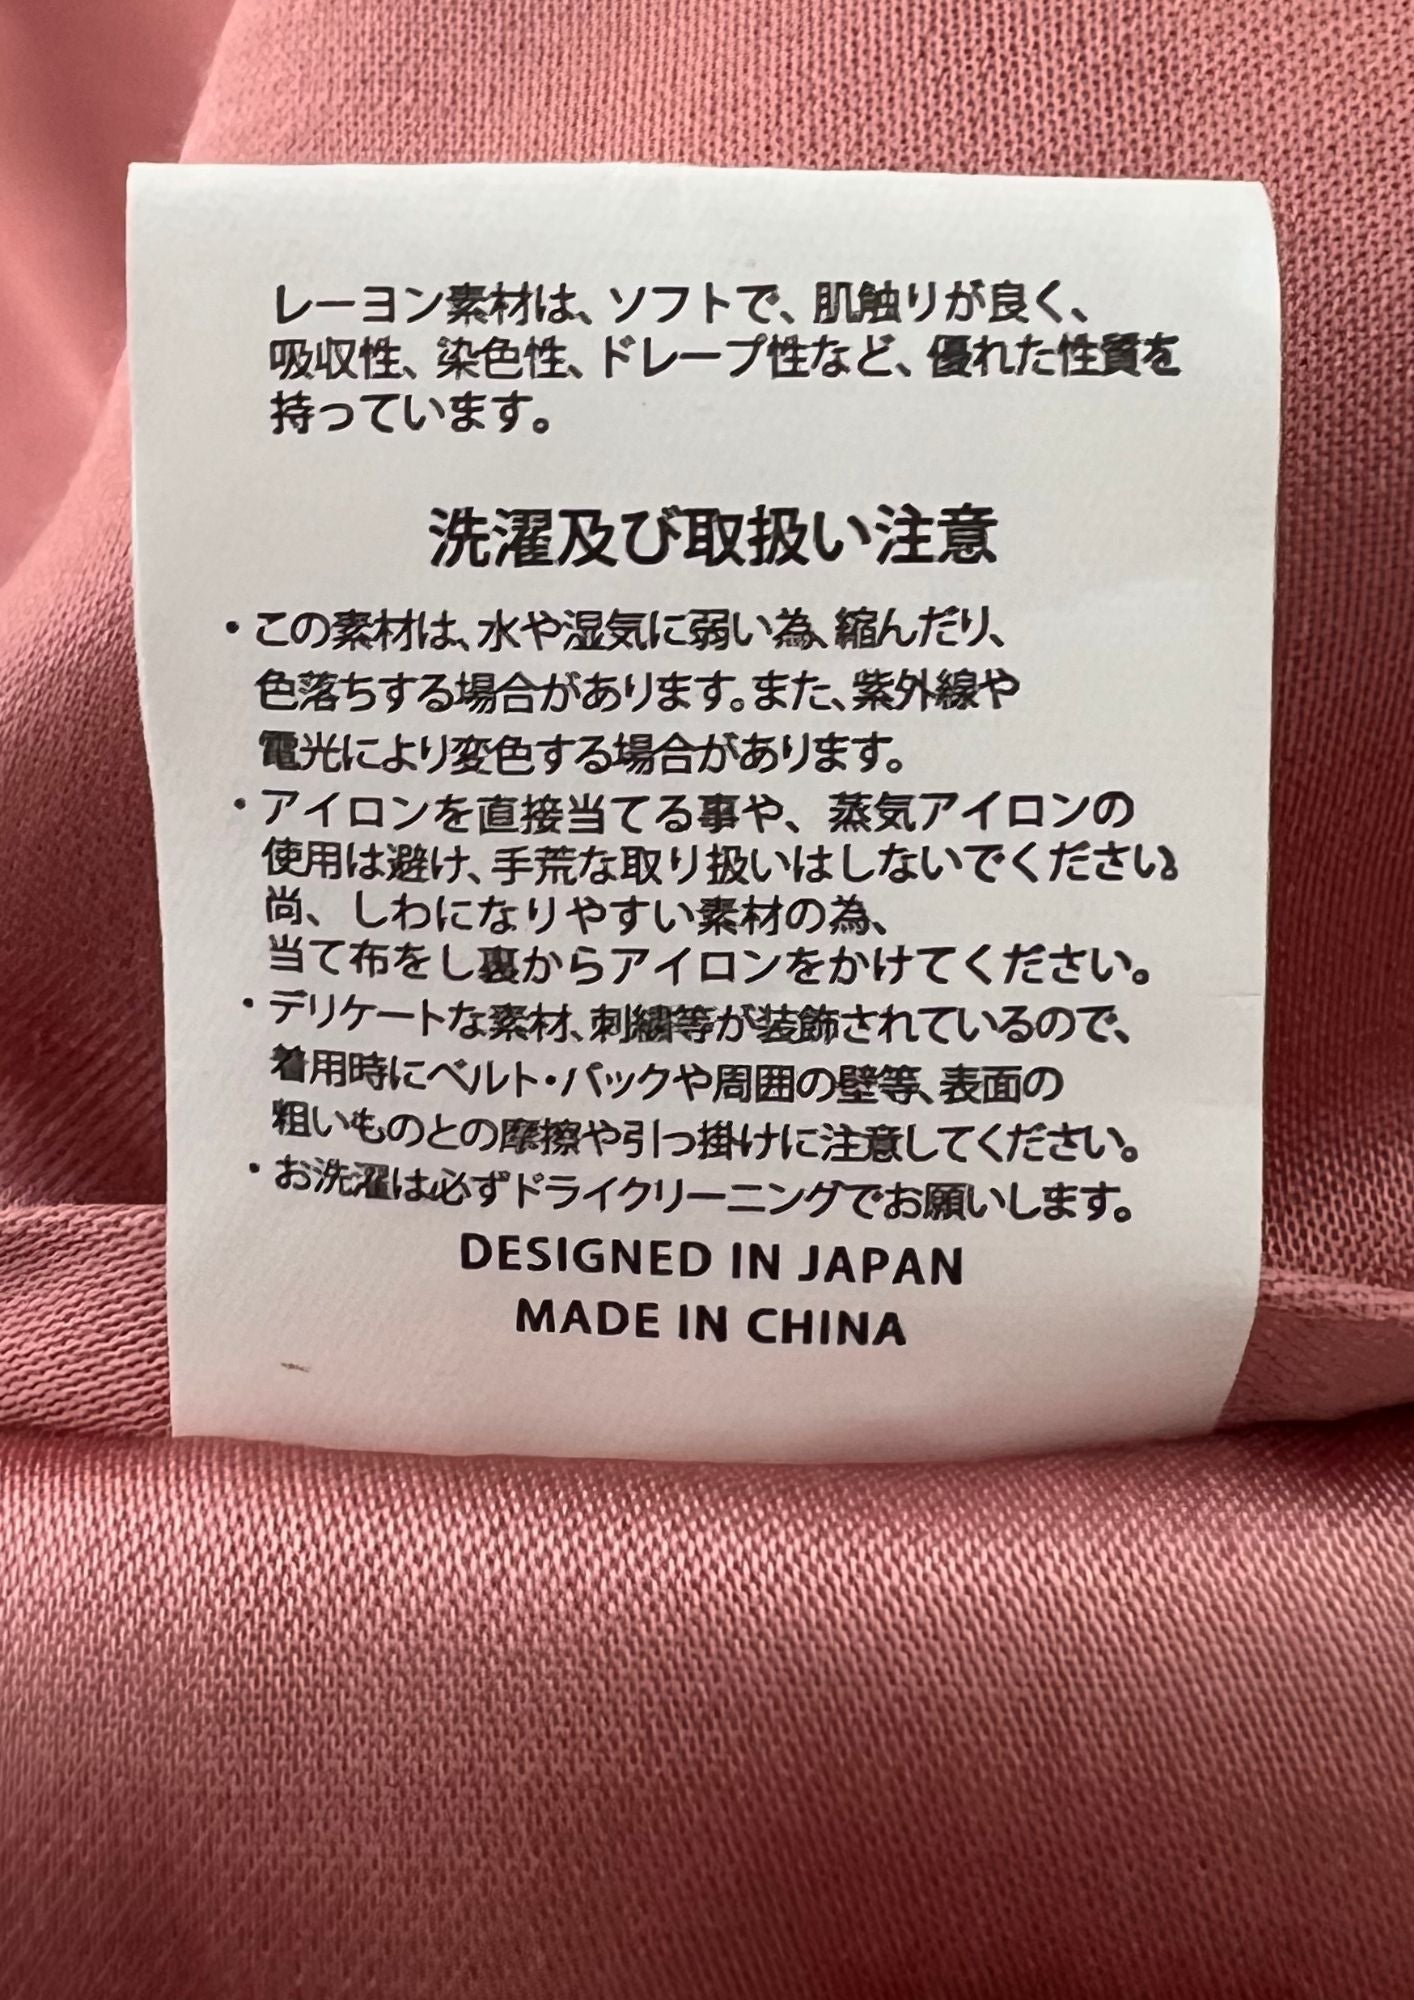 レーヨン素材は、ソフトで、肌触りが良く、
吸収性、染色性、ドレープ性など、優れた性質を
持っています。
洗濯及び取扱い注意
・この素材は、水や湿気に弱い為、縮んだり、
色落ちする場合があります。また、紫外線や
電光により変色する場合があります。
・アイロンを直接当てる事や、蒸気アイロンの
使用は避け、手荒な取り扱いはしないでください。
尚、しわになりやすい素材の為、
当て布をし裏からアイロンをかけてください。
・デリケートな素材、刺繍等が装飾されているので、
着用時にベルト・バックや周囲の壁等、表面の
粗いものとの摩擦や引っ掛けに注意してください。
・お洗濯は必ずドライクリーニングでお願いします。
DESIGNED IN JAPAN
MADE IN CHINA